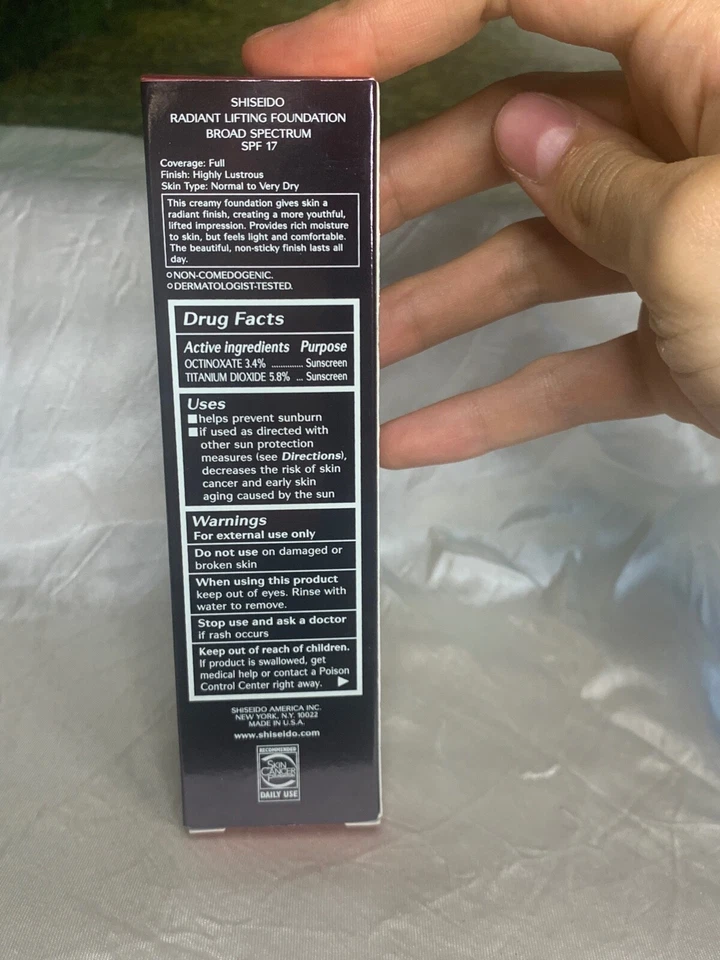 SHISEIDO
RADIANT LIFTING FOUNDATION
BROAD SPECTRUM
SPF 17
Coverage: Full
Finish: Highly Lustrous
Skin Type: Normal to Very Dry
This creamy foundation gives skin a
radiant finish, creating a more youthful,
lifted impression. Provides rich moisture
to skin, but feels light and comfortable.
The beautiful, non-sticky finish lasts all
day.
○NON-COMEDOGENIC.
○DERMATOLOGIST-TESTED.
Drug Facts
Active ingredients Purpose
OCTINOXATE 3.4% ............. Sunscreen
TITANIUM DIOXIDE 5.8% ... Sunscreen
Uses
■helps prevent sunburn
■if used as directed with
other sun protection
measures (see Directions),
decreases the risk of skin
cancer and early skin
aging caused by the sun
Warnings
For external use only
Do not use on damaged or
broken skin
When using this product
keep out of eyes. Rinse with
water to remove.
Stop use and ask a doctor
if rash occurs
Keep out of reach of children.
If product is swallowed, get
medical help or contact a Poison
Control Center right away. ▶
SHISEIDO AMERICA INC.
NEW YORK, N.Y. 10022
MADE IN U.S.A.
www.shiseido.com
RECOMMENDED
SKIN
CANCER
DAILY USE